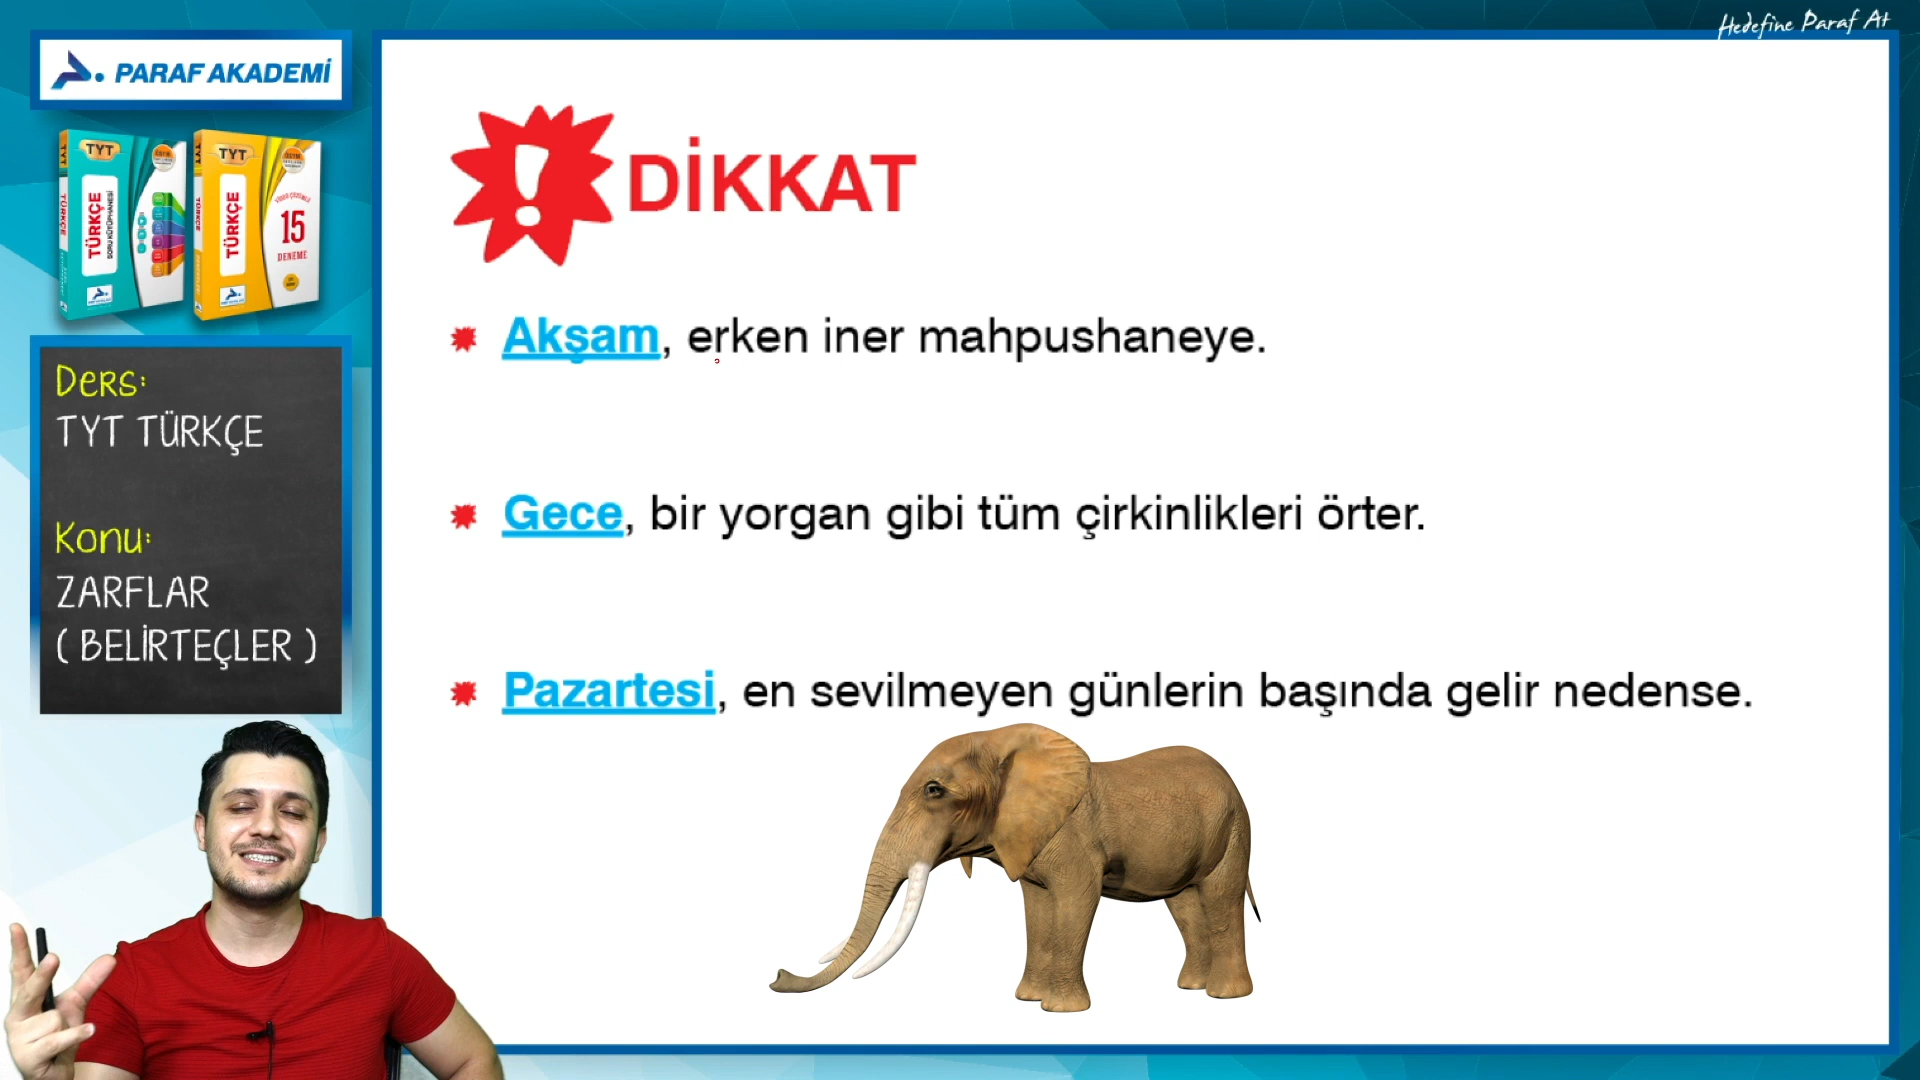 Hedefine Paraf At
PARAF AKADEMİ
TYT
TÜRKÇE
SORU KÜTÜPHANESİ
TYT
TÜRKÇE
15
DENEME
DİKKAT
Akşam, erken iner mahpushaneye.
Gece, bir yorgan gibi tüm çirkinlikleri örter.
Pazartesi, en sevilmeyen günlerin başında gelir nedense.
Ders:
TYT TÜRKÇE
Konu:
ZARFLAR
( BELİRTEÇLER )